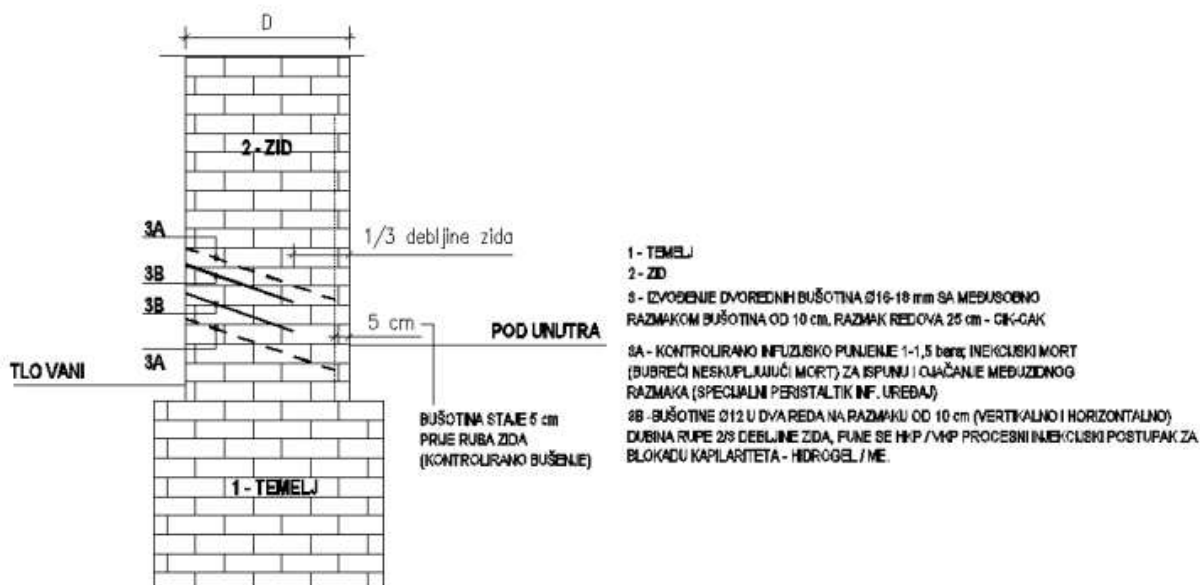 D
2 - ZID
3A
1/3 debljine zida
3B
3B
5 cm
POD UNUTRA
3A
TLO VANI
BUŠOTINA STAJE 5 cm
PRIJE RUBA ZIDA
(KONTROLIRANO BUŠENJE)
1 - TEMELJ
1 - TEMELJ
2 - ZID
3 - IZVOĐENJE DVOREDNIH BUŠOTINA Ø16-18 mm SA MEĐUSOBNO
RAZMAKOM BUŠOTINA OD 10 cm, RAZMAK REDOVA 25 cm - CIK-CAK
3A - KONTROLIRANO INFUZIJSKO PUNJENJE 1-1,5 bara; INEKCIJSKI MORT
(BUBREĆI NESKUPLJAJUĆI MORT) ZA ISPUNU I OJAČANJE MEĐUZIDNOG
RAZMAKA (SPECIJALNI PERISTALTIK INF. UREĐAJ)
3B - BUŠOTINE Ø12 U DVA REDA NA RAZMAKU OD 10 cm (VERTIKALNO I HORIZONTALNO)
DUBINA RUPE 2/3 DEBLJINE ZIDA, PUNE SE HKP / VKP PROCESNI INJEKCIJSKI POSTUPAK ZA
BLOKADU KAPILARITETA - HIDROGEL / ME.